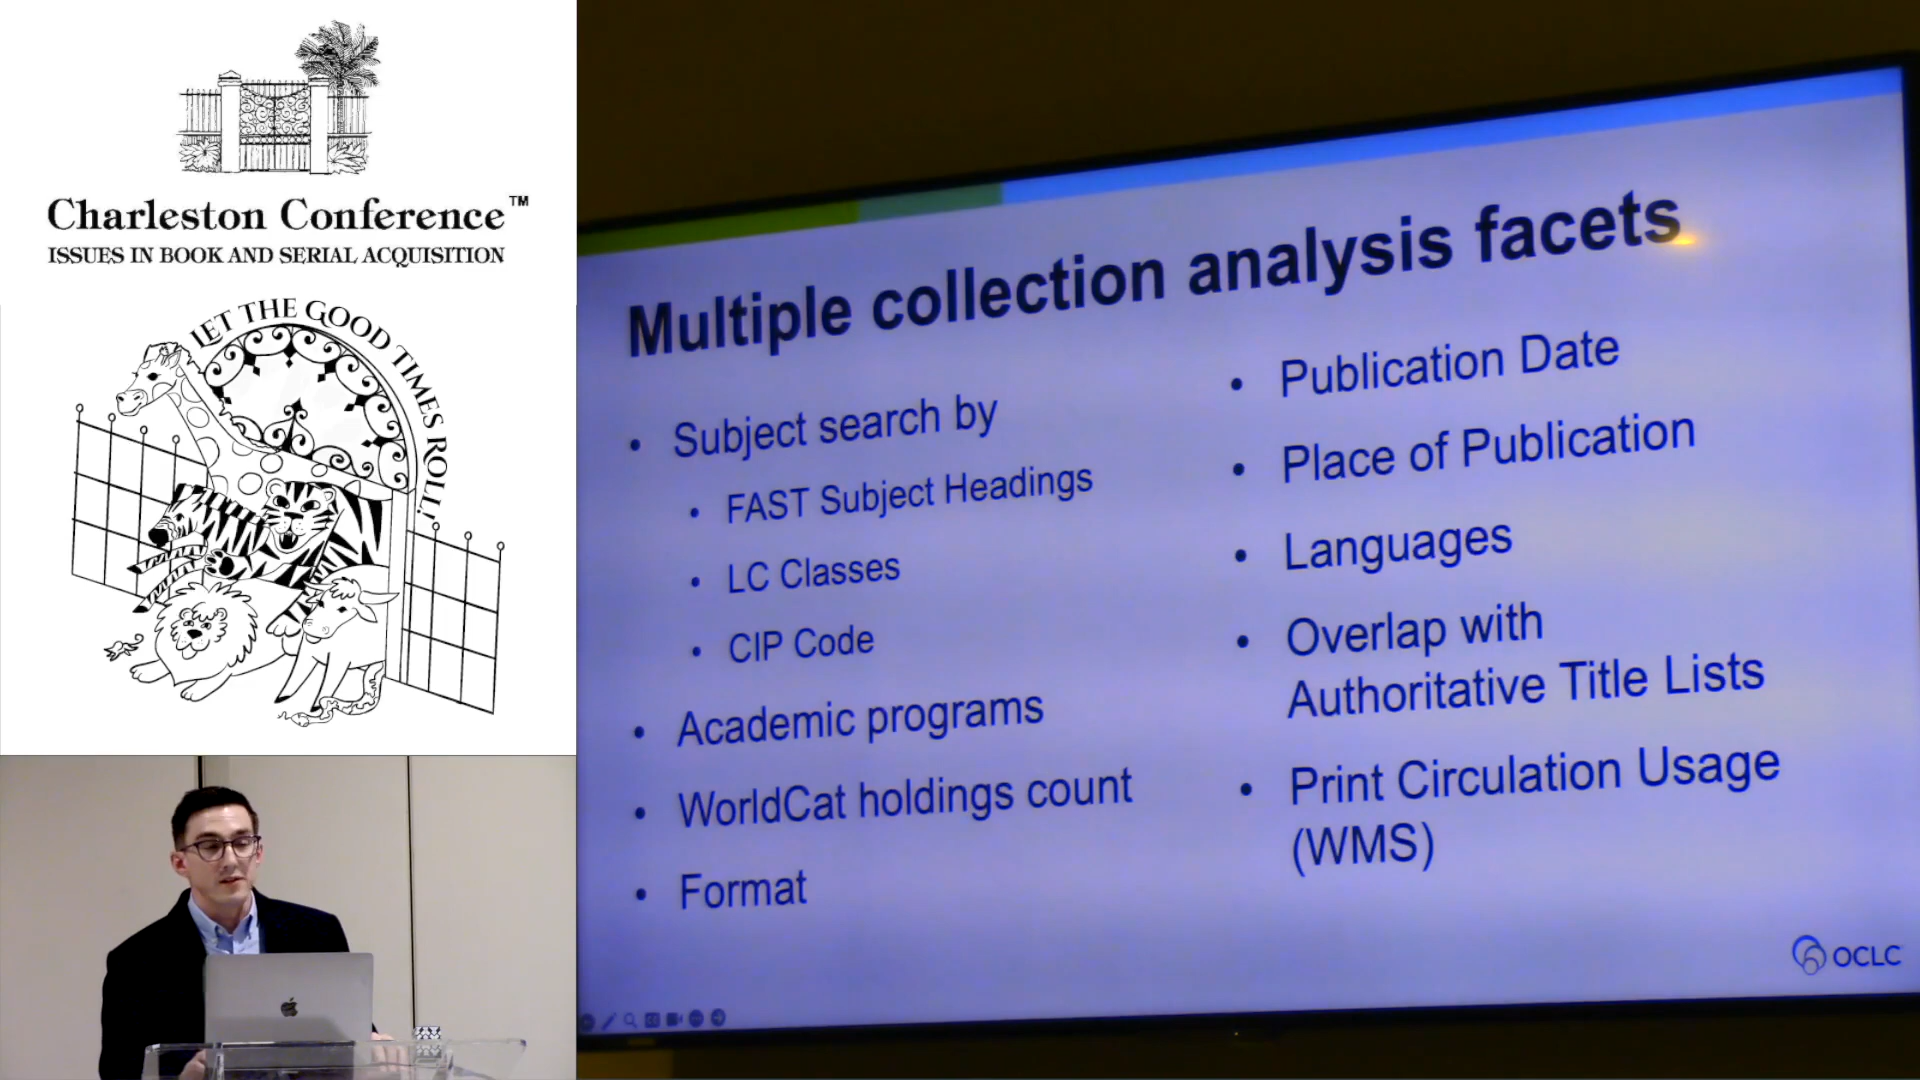 Charleston Conference™
ISSUES IN BOOK AND SERIAL ACQUISITION
LET THE GOOD TIMES ROLL!
Multiple collection analysis facets
• Subject search by
• FAST Subject Headings
• LC Classes
• CIP Code
• Academic programs
• WorldCat holdings count
• Format
• Publication Date
• Place of Publication
• Languages
• Overlap with
Authoritative Title Lists
• Print Circulation Usage
(WMS)
OCLC